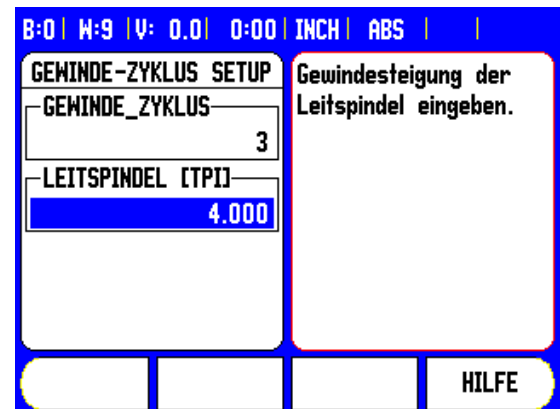 B:0 | W:9 | V: 0.0 | 0:00 | INCH | ABS | |
GEWINDE-ZYKLUS SETUP
GEWINDE_ZYKLUS
3
LEITSPINDEL [TPI]
4.000
Gewindesteigung der
Leitspindel eingeben.
HILFE